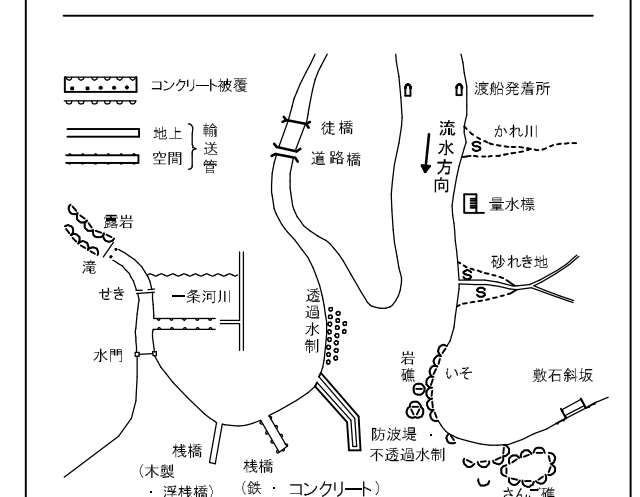 コンクリート被覆
地上
空間
輸送管
徒橋
道路橋
渡船発着所
流水方向
かれ川
S
量水標
砂れき地
S
S
露岩
滝
せき
一条河川
水門
透過水制
岩礁
いそ
敷石斜坂
防波堤・
不透過水制
桟橋
(木製
・浮桟橋)
桟橋
(鉄・コンクリート)
さんご礁